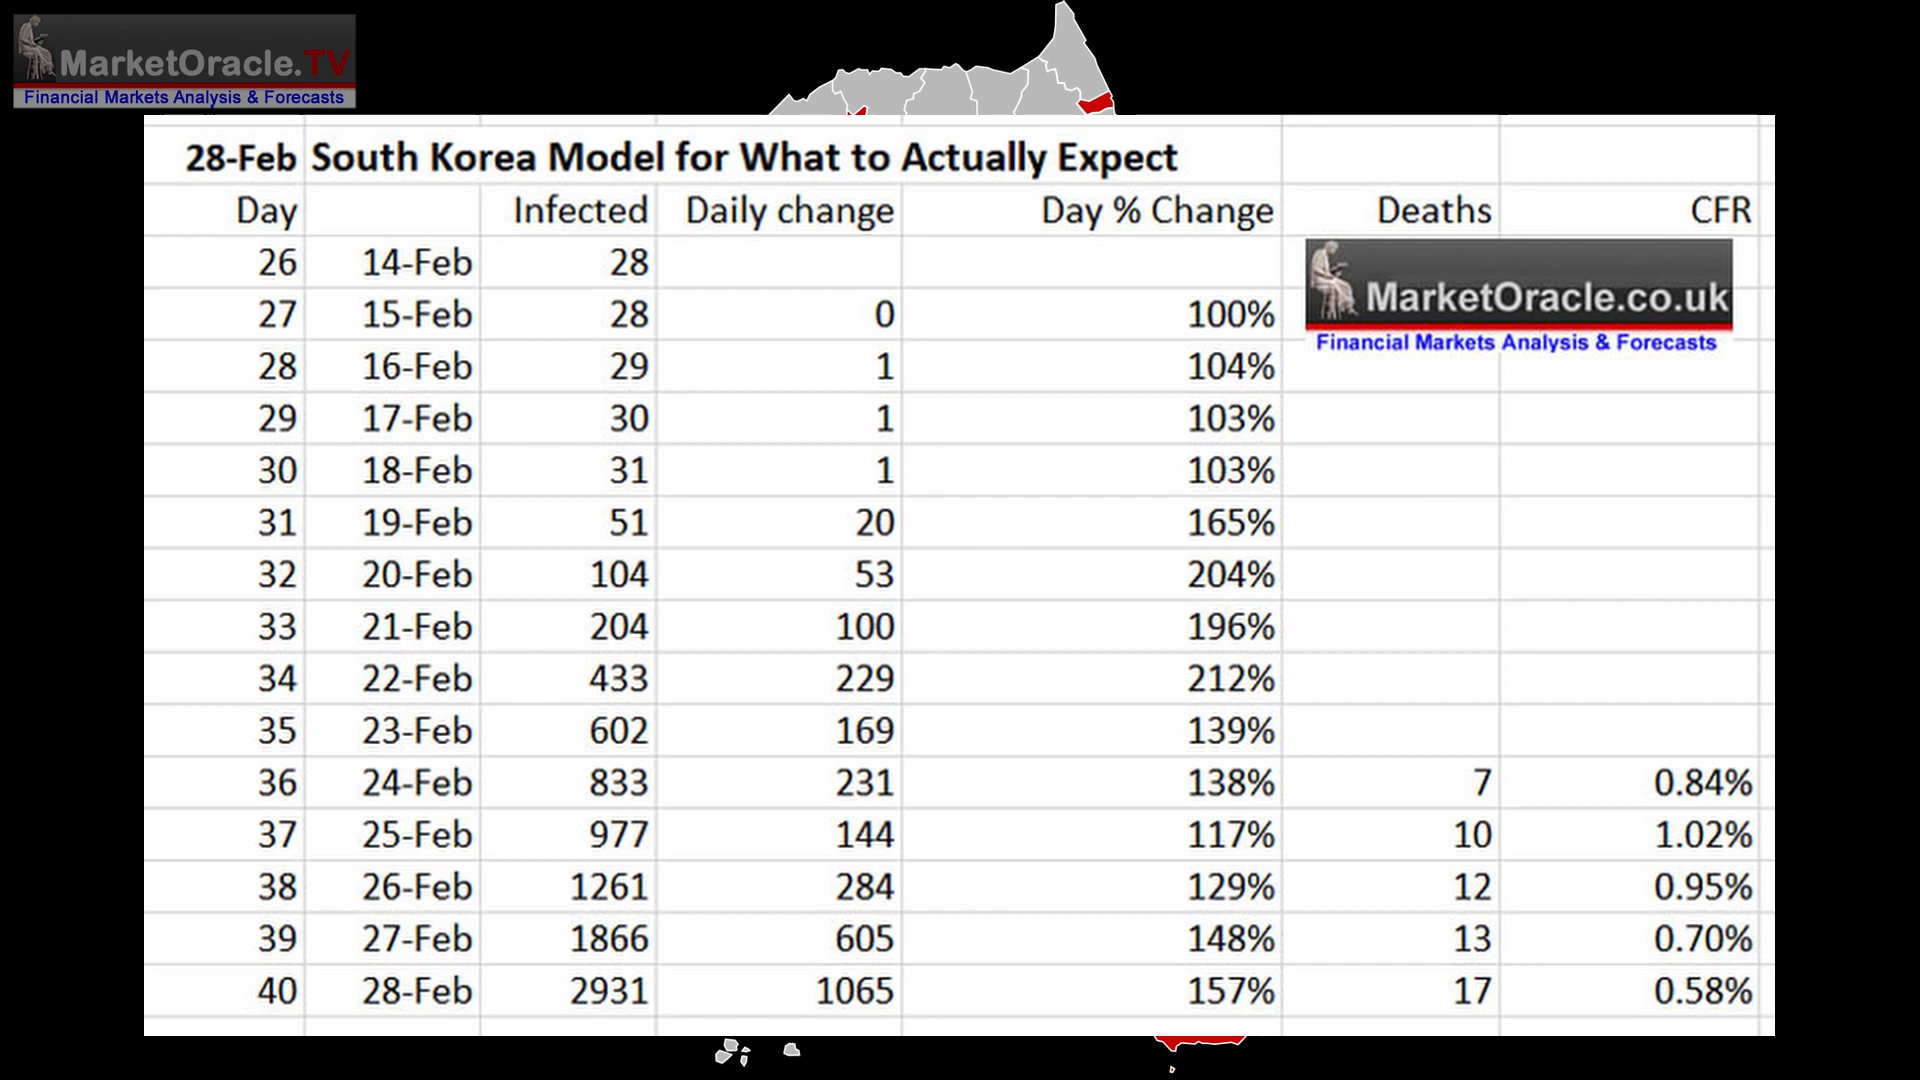 MarketOracle.TV
Financial Markets Analysis & Forecasts
28-Feb South Korea Model for What to Actually Expect
Day Infected Daily change Day % Change Deaths CFR
26 14-Feb 28
MarketOracle.co.uk
27 15-Feb 28 0 100%
Financial Markets Analysis & Forecasts
28 16-Feb 29 1 104%
29 17-Feb 30 1 103%
30 18-Feb 31 1 103%
31 19-Feb 51 20 165%
32 20-Feb 104 53 204%
33 21-Feb 204 100 196%
34 22-Feb 433 229 212%
35 23-Feb 602 169 139%
36 24-Feb 833 231 138% 7 0.84%
37 25-Feb 977 144 117% 10 1.02%
38 26-Feb 1261 284 129% 12 0.95%
39 27-Feb 1866 605 148% 13 0.70%
40 28-Feb 2931 1065 157% 17 0.58%